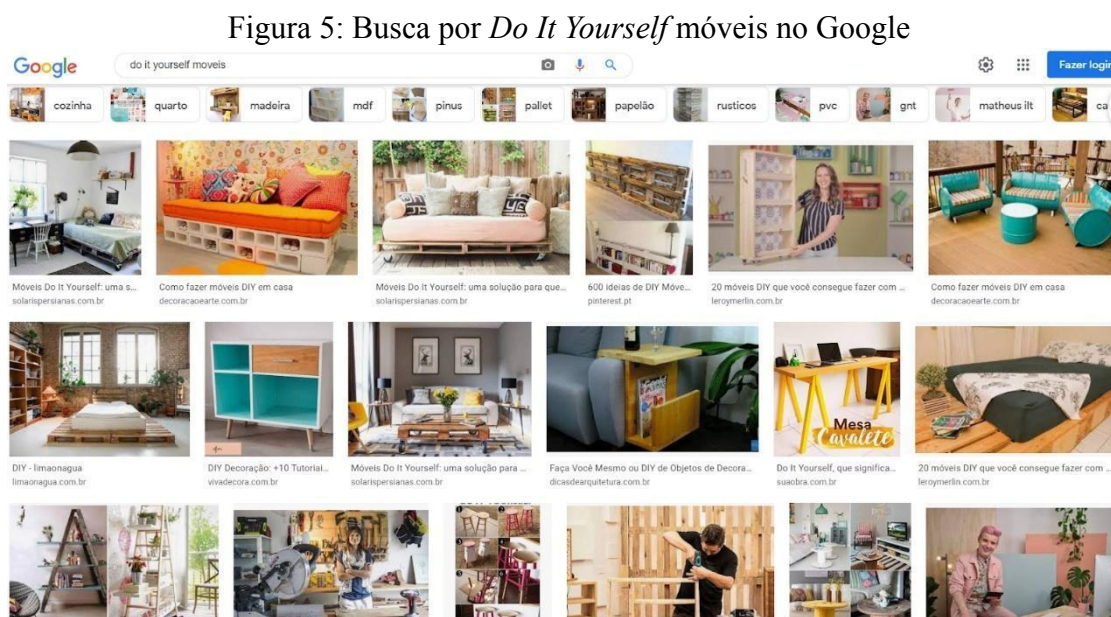 Figura 5: Busca por Do It Yourself móveis no Google
Google do it yourself moveis Fazer login
cozinha quarto madeira mdf pinus pallet papelão rusticos pvc gnt matheus ilt ca
Móveis Do It Yourself: uma s... Como fazer móveis DIY em casa Móveis Do It Yourself: uma solução para que... 600 ideias de DIY Móve... 20 móveis DIY que você consegue fazer com ... Como fazer móveis DIY em casa
solarispersianas.com.br decoracaoearte.com.br solarispersianas.com.br pinterest.pt leroymerlin.com.br decoracaoearte.com.br
Mesa
Cavalete
DIY - limaonagua DIY Decoração: +10 Tutoriai... Móveis Do It Yourself: uma solução para ... Faça Você Mesmo ou DIY de Objetos de Decora... Do It Yourself, que significa... 20 móveis DIY que você consegue fazer com ...
limaonagua.com.br vivadecora.com.br solarispersianas.com.br dicasdearquitetura.com.br suaobra.com.br leroymerlin.com.br